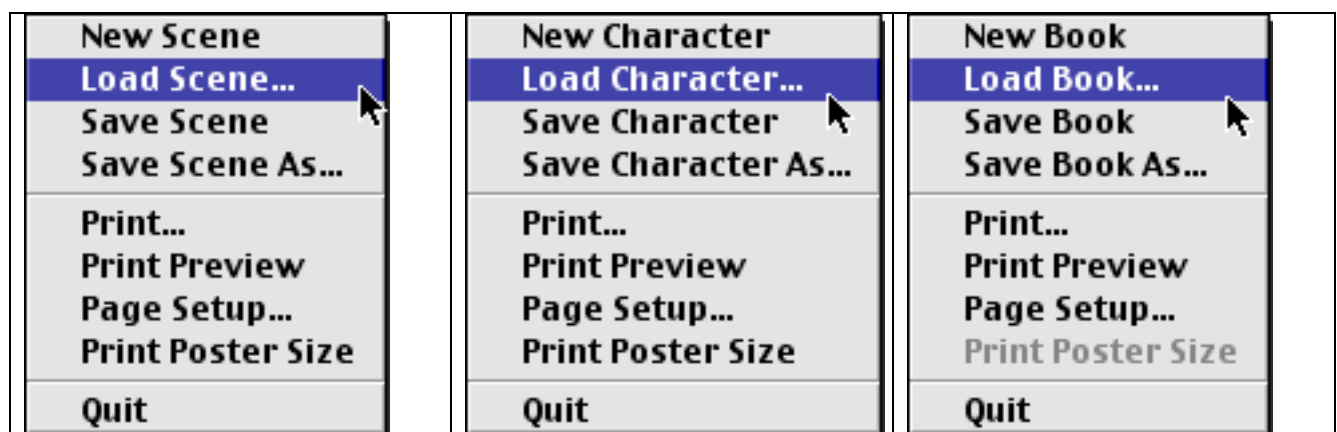 New Scene
Load Scene...
Save Scene
Save Scene As...
Print...
Print Preview
Page Setup...
Print Poster Size
Quit
New Character
Load Character...
Save Character
Save Character As...
Print...
Print Preview
Page Setup...
Print Poster Size
Quit
New Book
Load Book...
Save Book
Save Book As...
Print...
Print Preview
Page Setup...
Print Poster Size
Quit